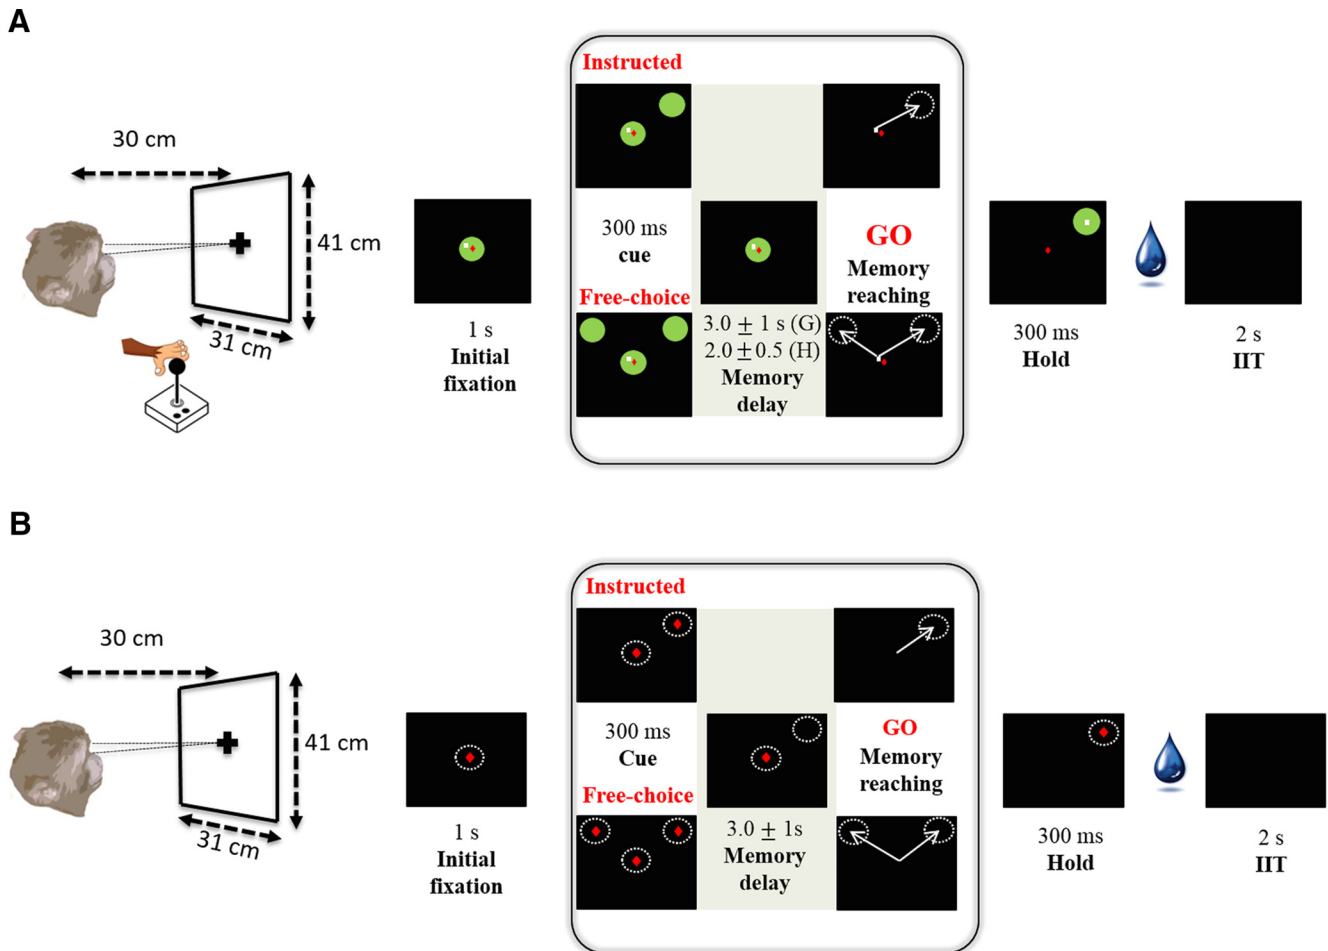 A
30 cm
41 cm
31 cm
1 s
Initial
fixation
Instructed
300 ms
cue
Free-choice
3.0 ± 1 s (G)
2.0 ± 0.5 (H)
Memory
delay
GO
Memory
reaching
300 ms
Hold
2 s
IIT
B
30 cm
41 cm
31 cm
1 s
Initial
fixation
Instructed
300 ms
Cue
Free-choice
3.0 ± 1s
Memory
delay
GO
Memory
reaching
300 ms
Hold
2 s
IIT